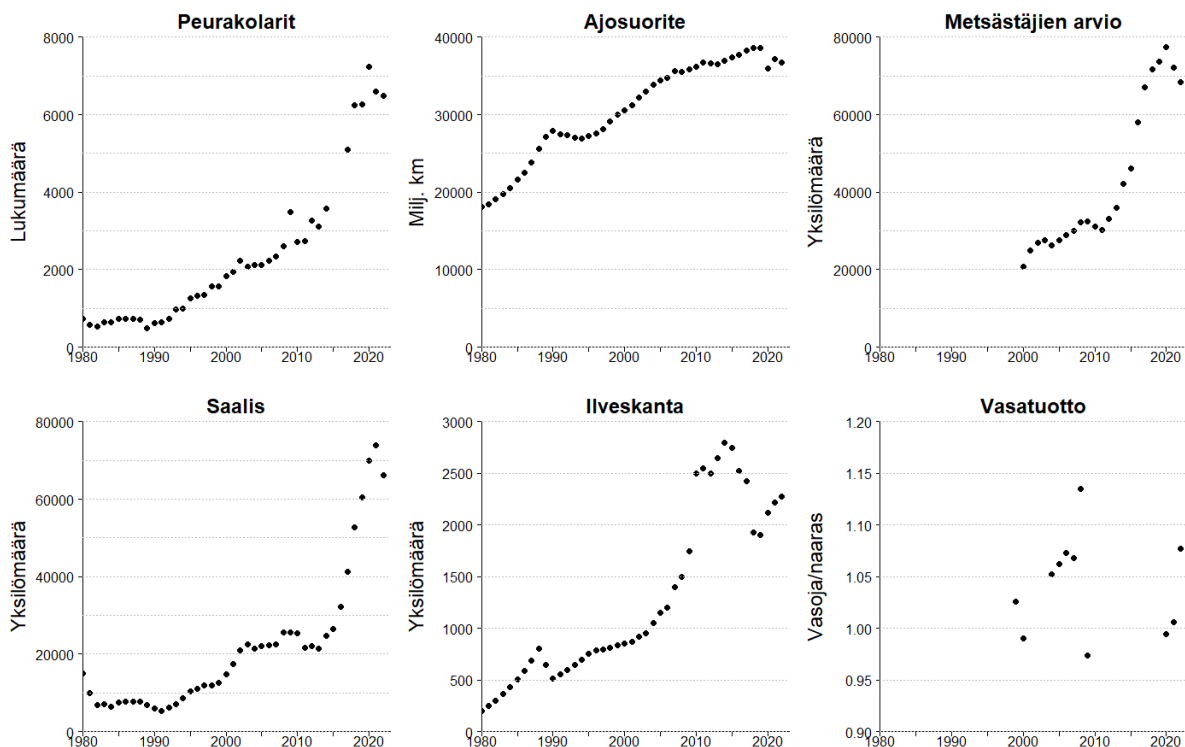 Peurakolarit
8000
6000
4000
2000
0
Lukumäärä
1980 1990 2000 2010 2020
Ajosuorite
40000
30000
20000
10000
0
Milj. km
1980 1990 2000 2010 2020
Metsästäjien arvio
80000
60000
40000
20000
0
Yksilömäärä
1980 1990 2000 2010 2020
Saalis
80000
60000
40000
20000
0
Yksilömäärä
1980 1990 2000 2010 2020
Ilveskanta
3000
2500
2000
1500
1000
500
0
Yksilömäärä
1980 1990 2000 2010 2020
Vasatuotto
1.20
1.15
1.10
1.05
1.00
0.95
0.90
Vasoja/naaras
1980 1990 2000 2010 2020